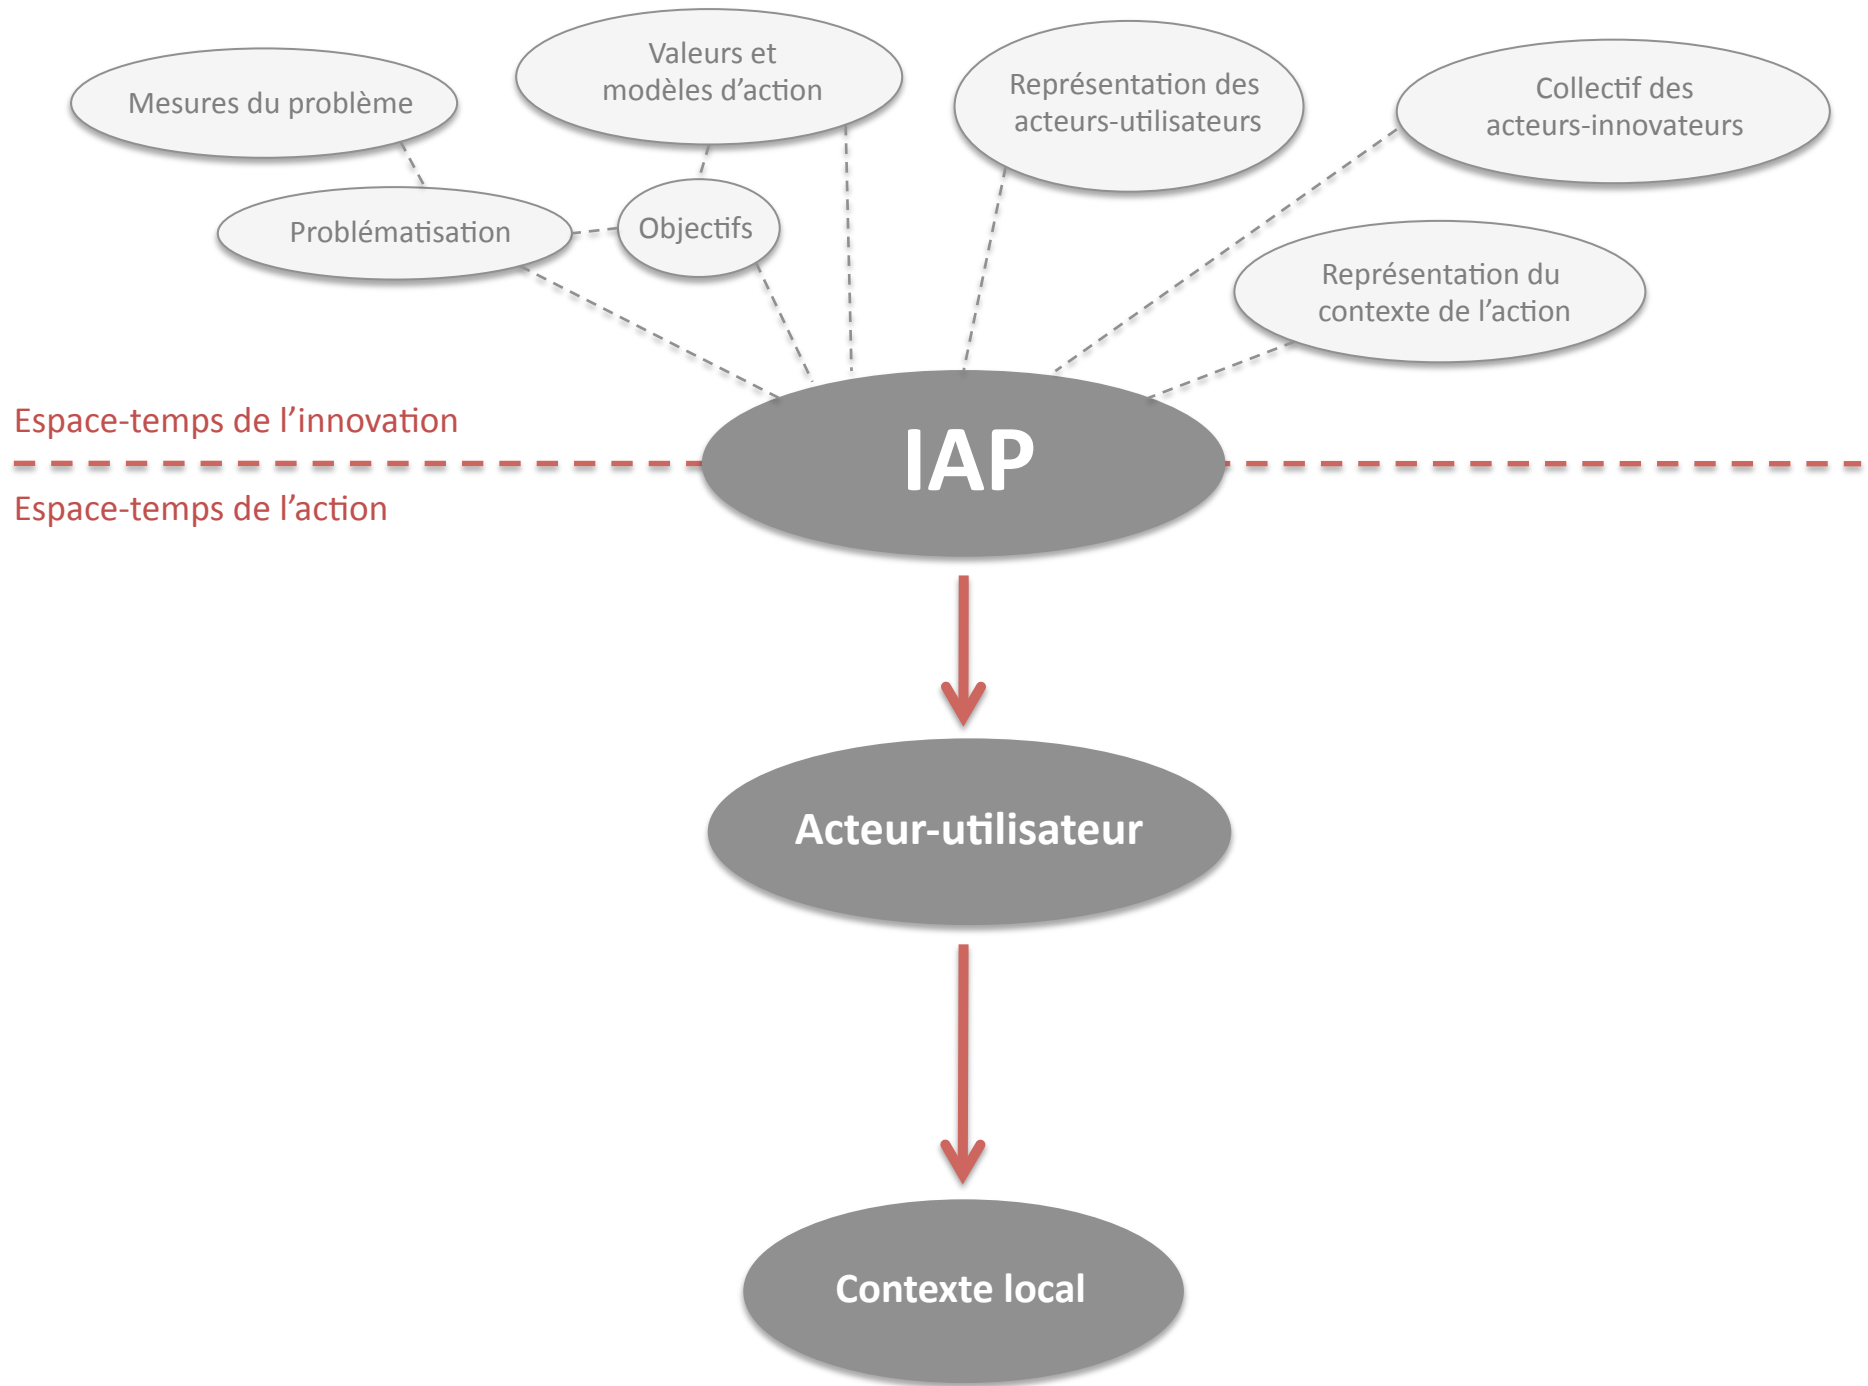 Mesures du problème
Valeurs et
modèles d’action
Représentation des
acteurs-utilisateurs
Collectif des
acteurs-innovateurs
Problématisation
Objectifs
Représentation du
contexte de l’action
Espace-temps de l’innovation
IAP
Espace-temps de l’action
Acteur-utilisateur
Contexte local